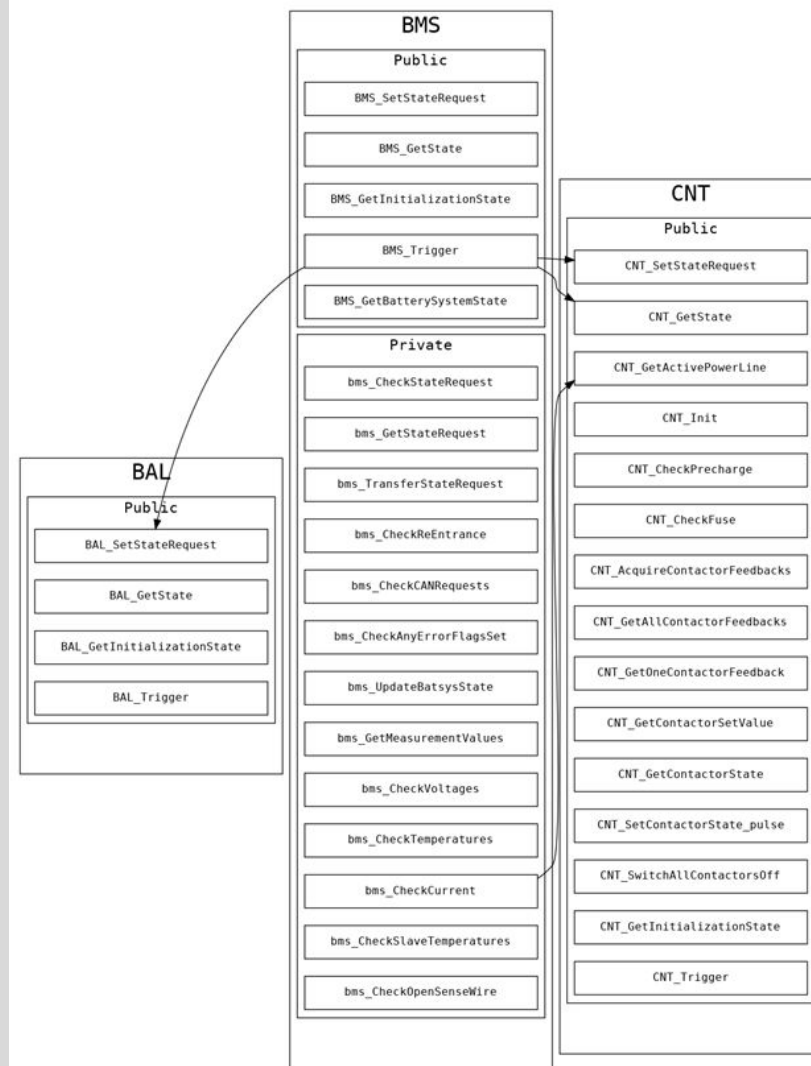 BMS
Public
BMS_SetStateRequest
BMS_GetState
BMS_GetInitializationState
BMS_Trigger
BMS_GetBatterySystemState
Private
bms_CheckStateRequest
bms_GetStateRequest
bms_TransferStateRequest
bms_CheckReEntrance
bms_CheckCANRequests
bms_CheckAnyErrorFlagsSet
bms_UpdateBatsysState
bms_GetMeasurementValues
bms_CheckVoltages
bms_CheckTemperatures
bms_CheckCurrent
bms_CheckSlaveTemperatures
bms_CheckOpenSenseWire
BAL
Public
BAL_SetStateRequest
BAL_GetState
BAL_GetInitializationState
BAL_Trigger
CNT
Public
CNT_SetStateRequest
CNT_GetState
CNT_GetActivePowerLine
CNT_Init
CNT_CheckPrecharge
CNT_CheckFuse
CNT_AcquireContactorFeedbacks
CNT_GetAllContactorFeedbacks
CNT_GetOneContactorFeedback
CNT_GetContactorSetValue
CNT_GetContactorState
CNT_SetContactorState_pulse
CNT_SwitchAllContactorsOff
CNT_GetInitializationState
CNT_Trigger